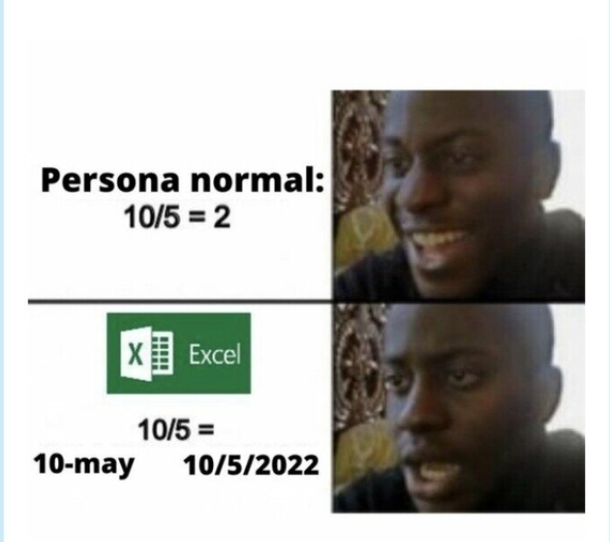 Persona normal:
10/5 = 2
X Excel
10/5 =
10-may 10/5/2022